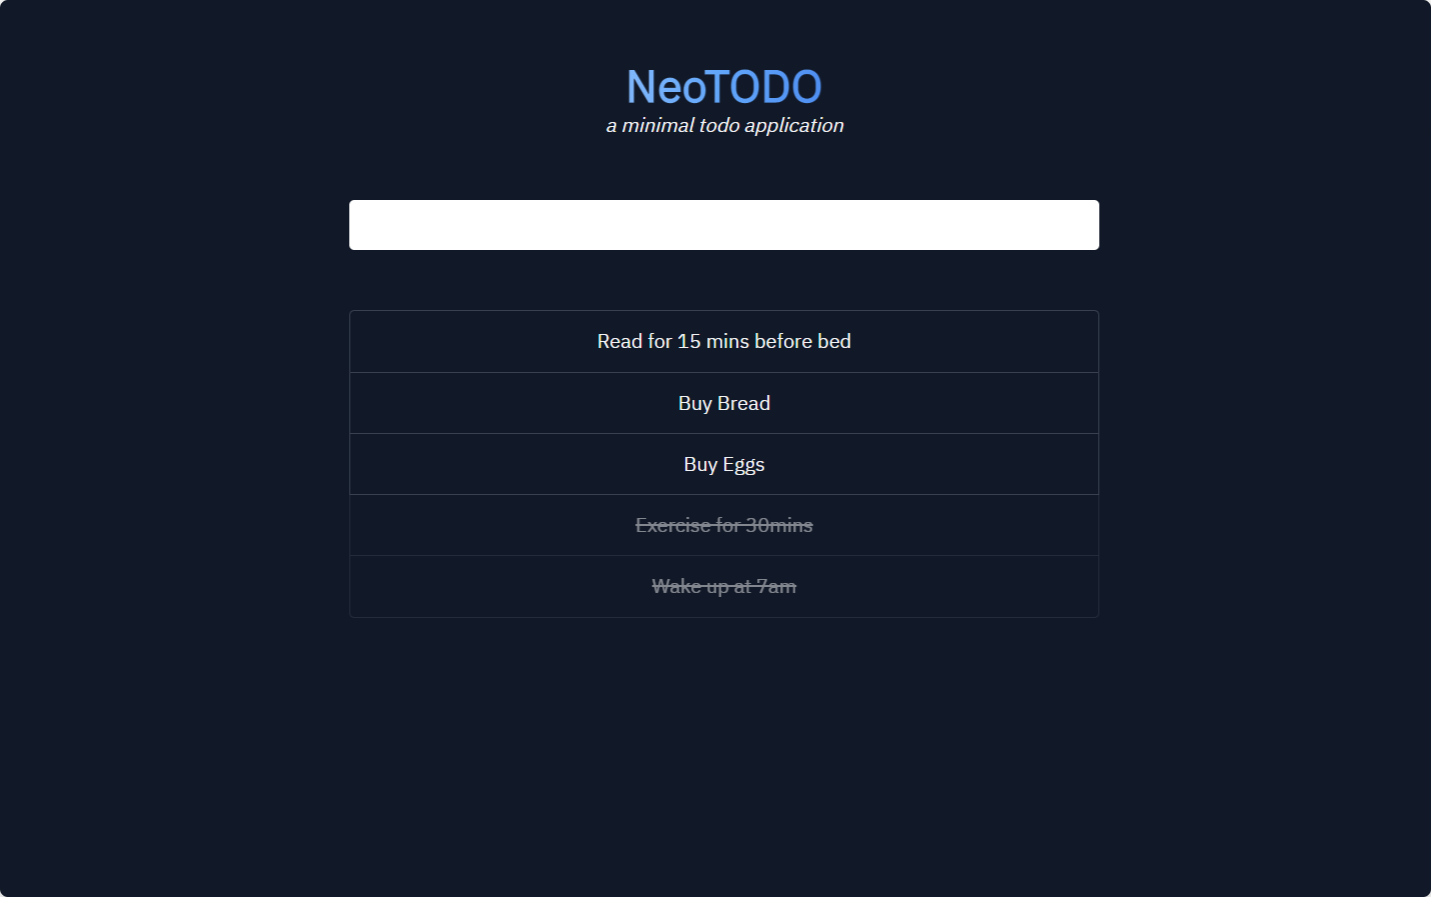 NeoTODO
a minimal todo application
Read for 15 mins before bed
Buy Bread
Buy Eggs
Exercise for 30mins
Wake up at 7am